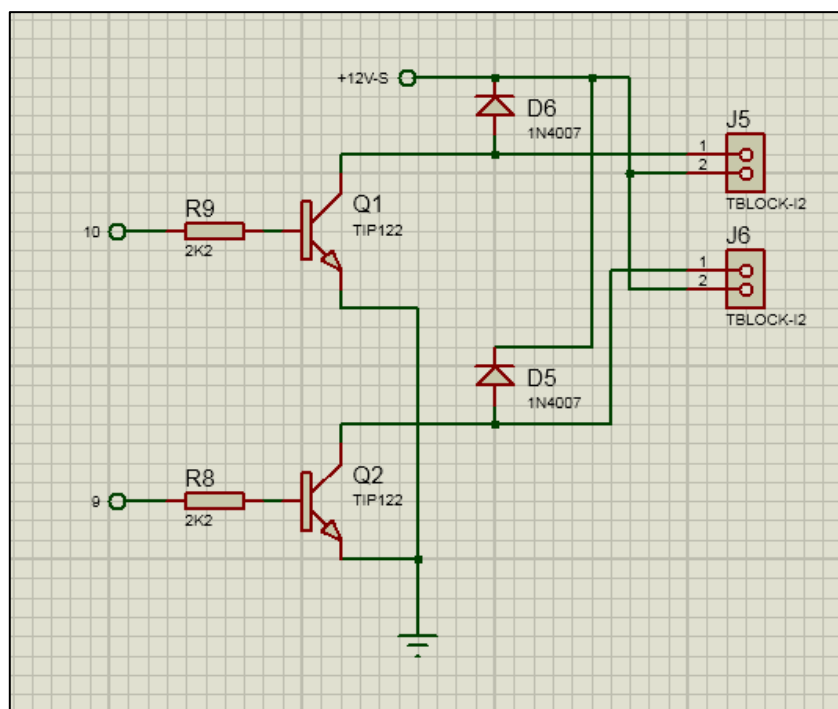 +12V-S
D6
1N4007
J5
1
2
TBLOCK-I2
10
R9
2K2
Q1
TIP122
J6
1
2
TBLOCK-I2
D5
1N4007
9
R8
2K2
Q2
TIP122